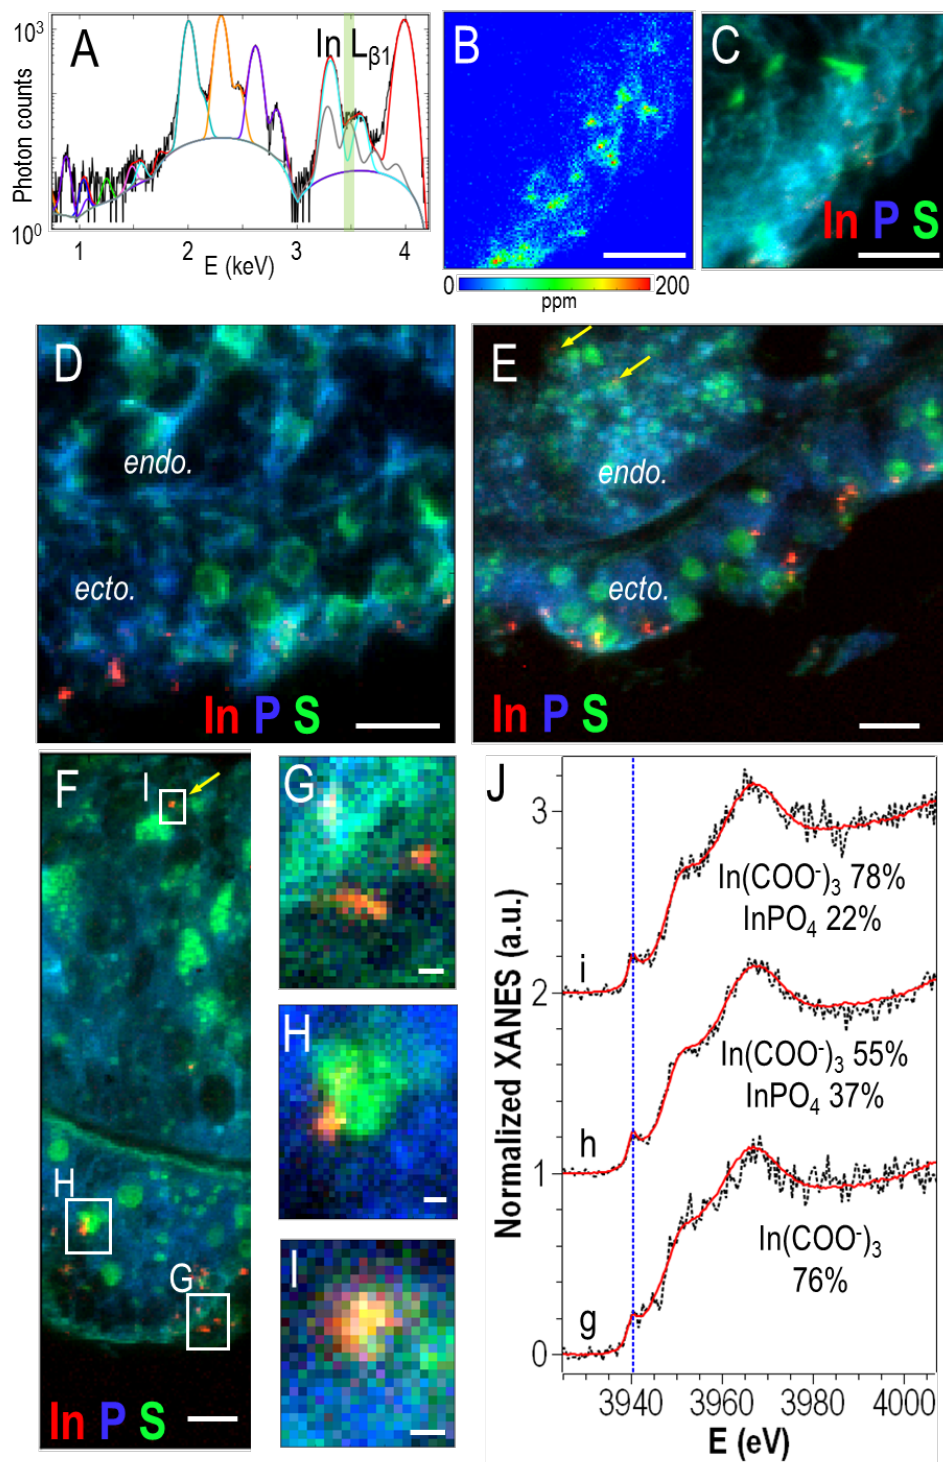 A
In Lβ1
10³
10⁰
Photon counts
1 2 3 4
E (keV)
B
0 200
ppm
C
In P S
D
endo.
ecto.
In P S
E
endo.
ecto.
In P S
F
I
H
G
In P S
G
H
I
J
Normalized XANES (a.u.)
3
2
1
0
In(COO⁻)₃ 78%
InPO₄ 22%
i
In(COO⁻)₃ 55%
InPO₄ 37%
h
In(COO⁻)₃
76%
g
3940 3960 3980 4000
E (eV)